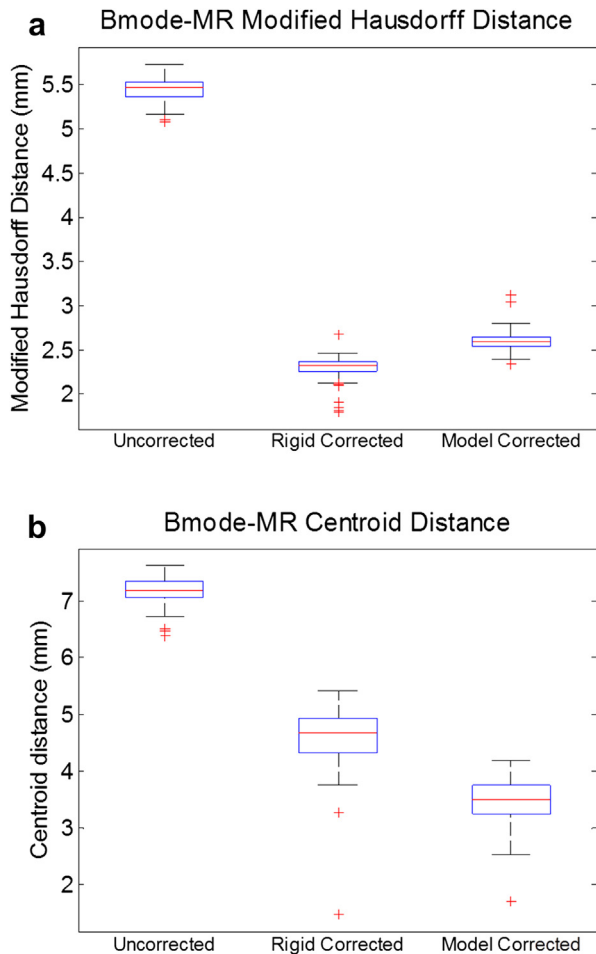 a
Bmode-MR Modified Hausdorff Distance
Modified Hausdorff Distance (mm)
5.5
5
4.5
4
3.5
3
2.5
2
Uncorrected Rigid Corrected Model Corrected
b
Bmode-MR Centroid Distance
Centroid distance (mm)
7
6
5
4
3
2
Uncorrected Rigid Corrected Model Corrected